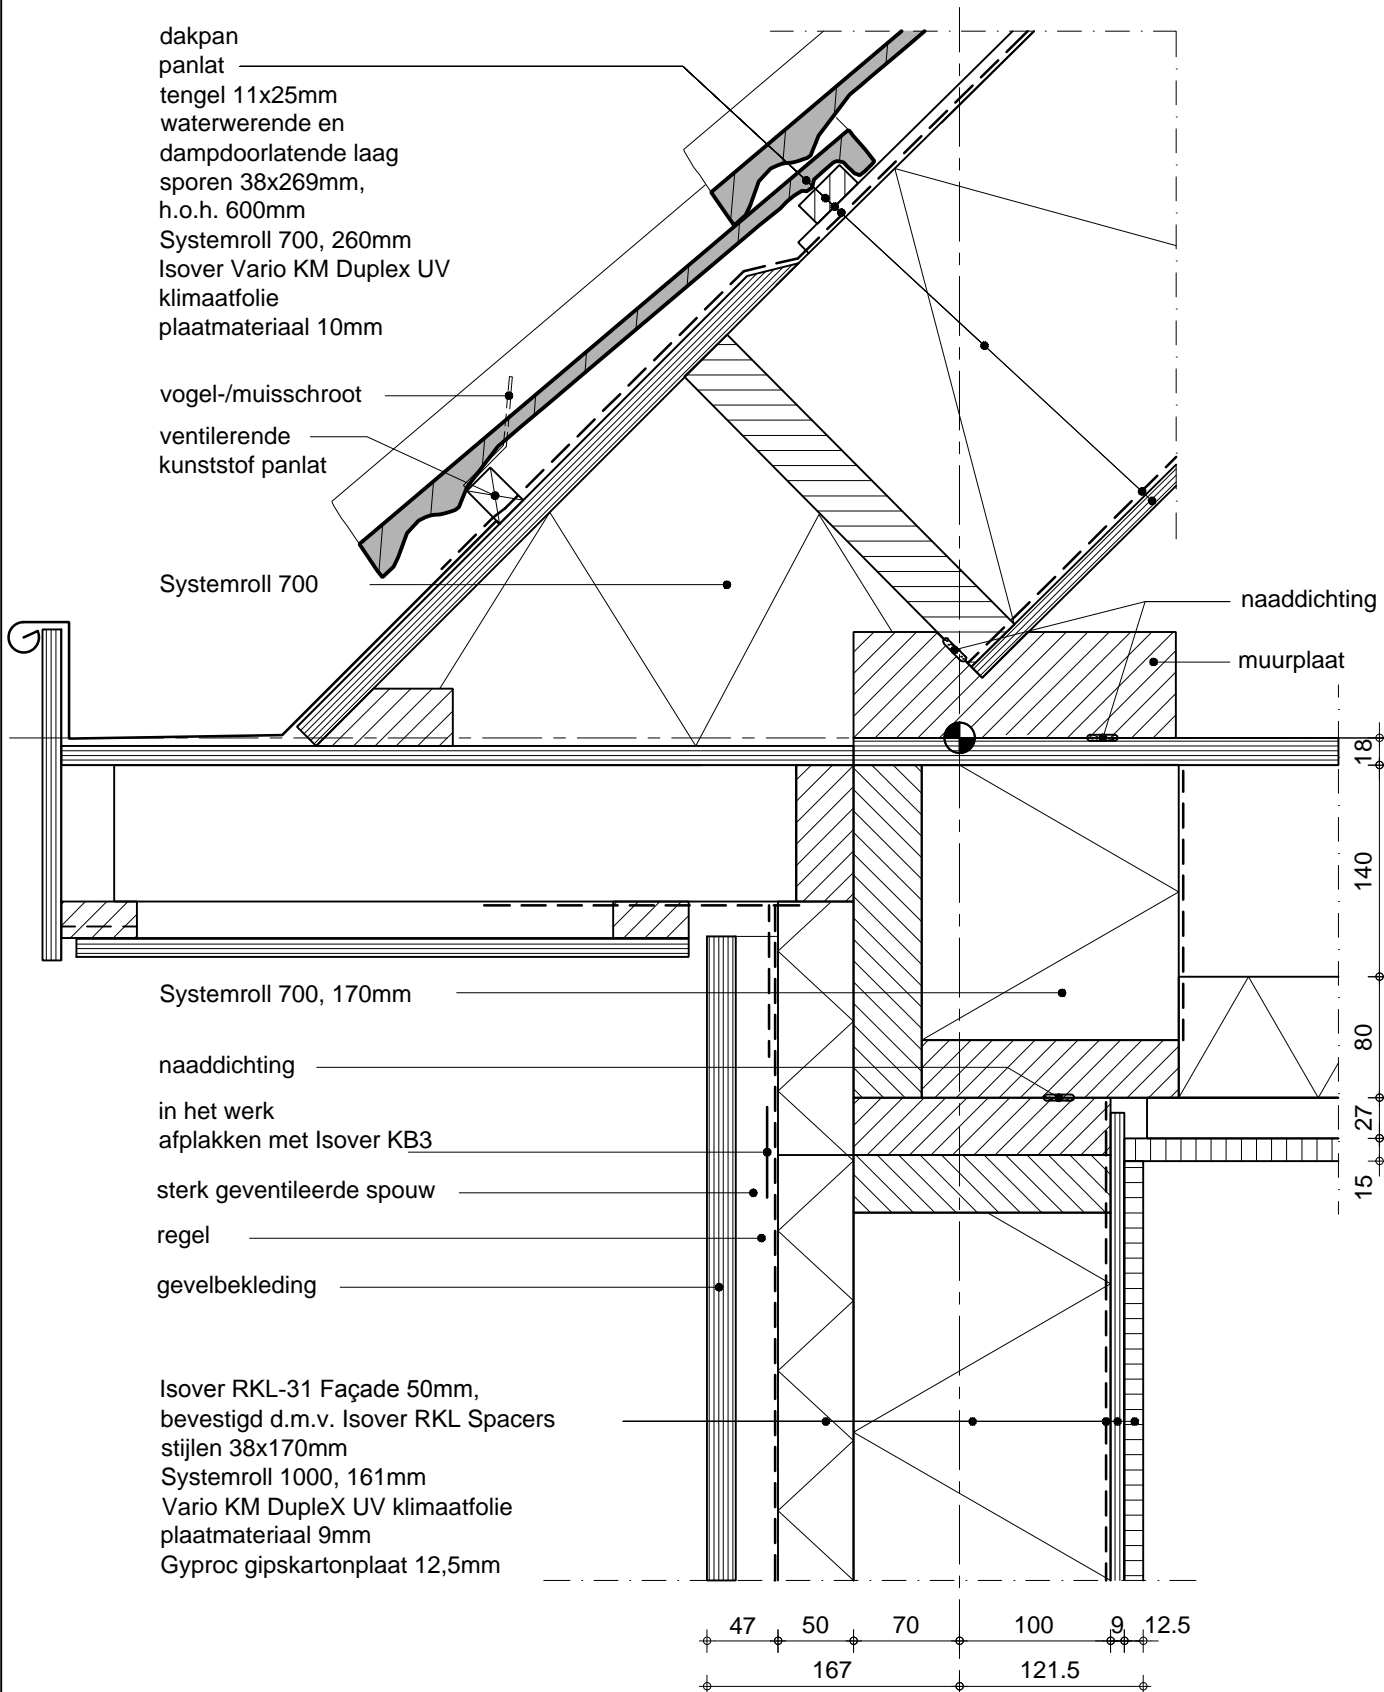 dakpan
panlat
tengel 11x25mm
waterwerende en
dampdoorlatende laag
sporen 38x269mm,
h.o.h. 600mm
Systemroll 700, 260mm
Isover Vario KM Duplex UV
klimaatfolie
plaatmateriaal 10mm
vogel-/muisschroot
ventilerende
kunststof panlat
Systemroll 700
naaddichting
muurplaat
18
140
80
27
15
Systemroll 700, 170mm
naaddichting
in het werk
afplakken met Isover KB3
sterk geventileerde spouw
regel
gevelbekleding
Isover RKL-31 Façade 50mm,
bevestigd d.m.v. Isover RKL Spacers
stijlen 38x170mm
Systemroll 1000, 161mm
Vario KM DupleX UV klimaatfolie
plaatmateriaal 9mm
Gyproc gipskartonplaat 12,5mm
47 50 70 100 9 12.5
167 121.5